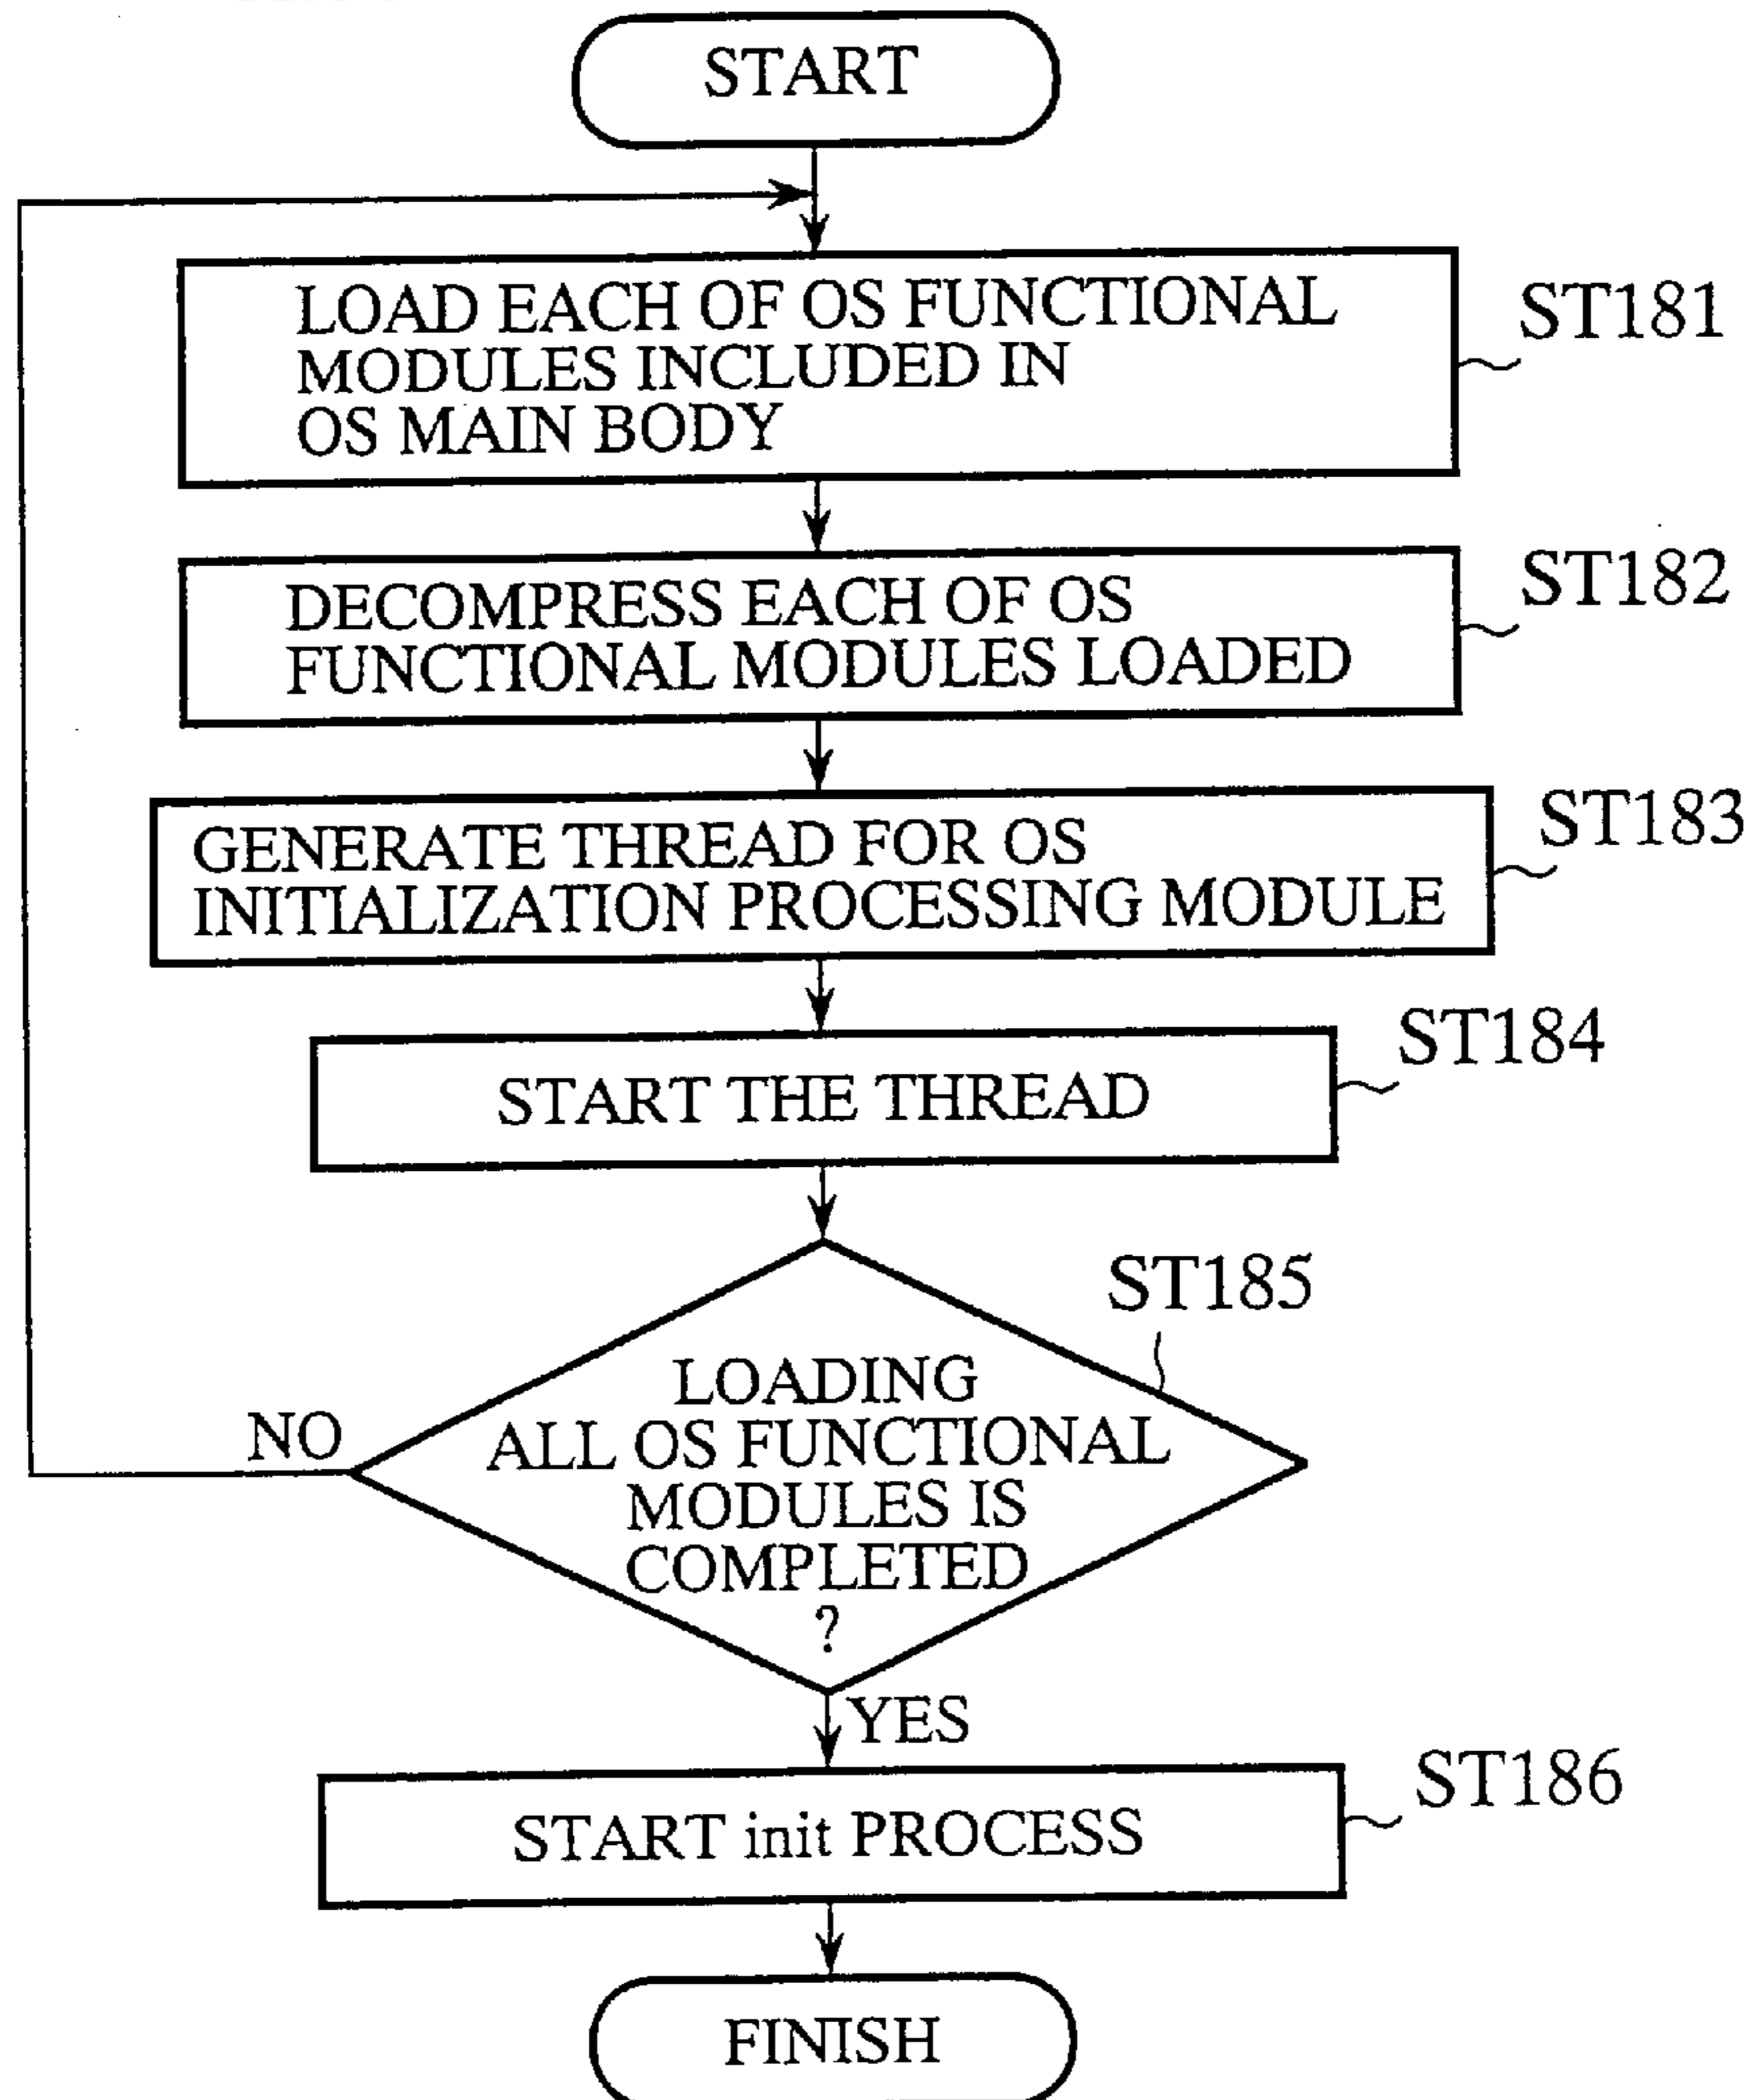 START
LOAD EACH OF OS FUNCTIONAL
MODULES INCLUDED IN
OS MAIN BODY
ST181
DECOMPRESS EACH OF OS
FUNCTIONAL MODULES LOADED
ST182
GENERATE THREAD FOR OS
INITIALIZATION PROCESSING MODULE
ST183
START THE THREAD
ST184
ST185
LOADING
ALL OS FUNCTIONAL
MODULES IS
COMPLETED
?
NO
YES
START init PROCESS
ST186
FINISH